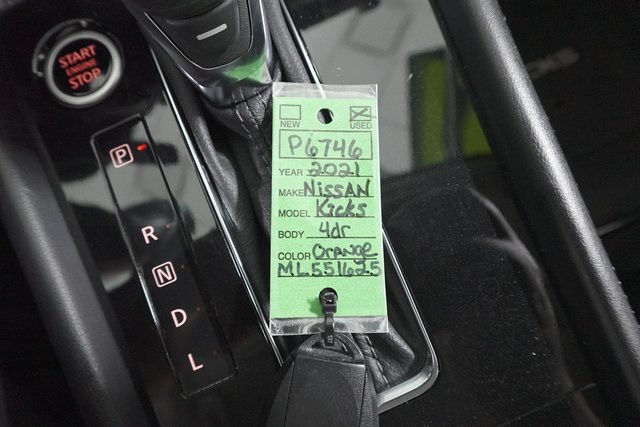 START
ENGINE
STOP
P
R
N
D
L
NEW USED
P6746
YEAR 2021
MAKE NISSAN
MODEL Kicks
BODY 4dr
COLOR Orange
ML551625